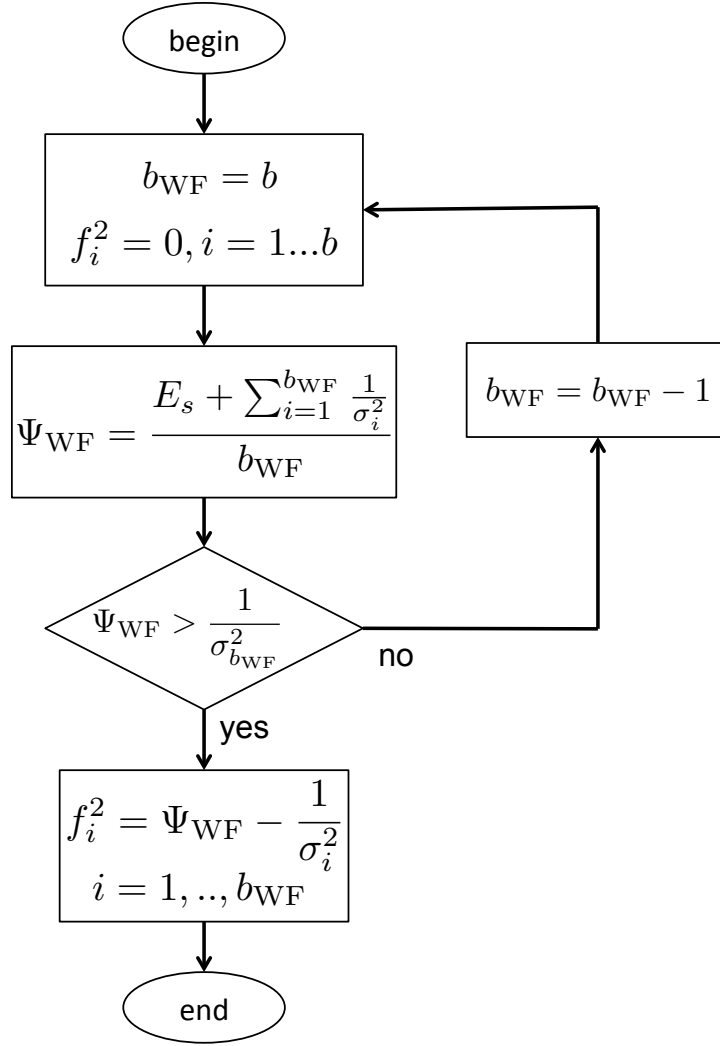 begin
b_WF = b
f_i^2 = 0, i = 1...b
Ψ_WF = (E_s + ∑_{i=1}^{b_WF} 1/σ_i^2) / b_WF
b_WF = b_WF − 1
Ψ_WF > 1/σ_{b_WF}^2
no
yes
f_i^2 = Ψ_WF − 1/σ_i^2
i = 1, .., b_WF
end